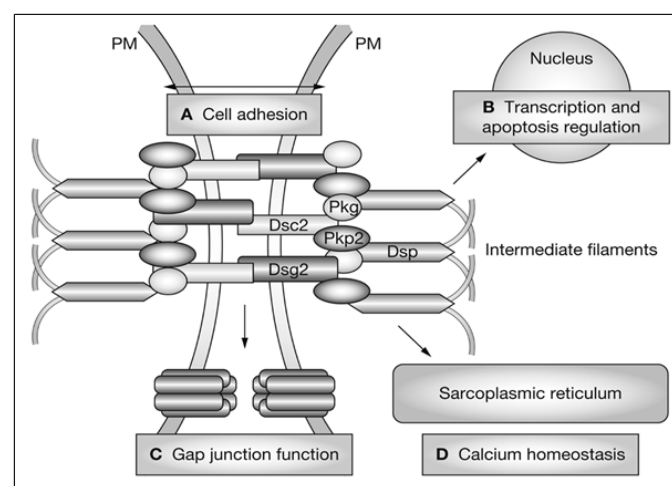 PM
PM
Nucleus
A Cell adhesion
B Transcription and
apoptosis regulation
Pkg
Dsc2
Pkp2
Dsp
Intermediate filaments
Dsg2
Sarcoplasmic reticulum
C Gap junction function
D Calcium homeostasis